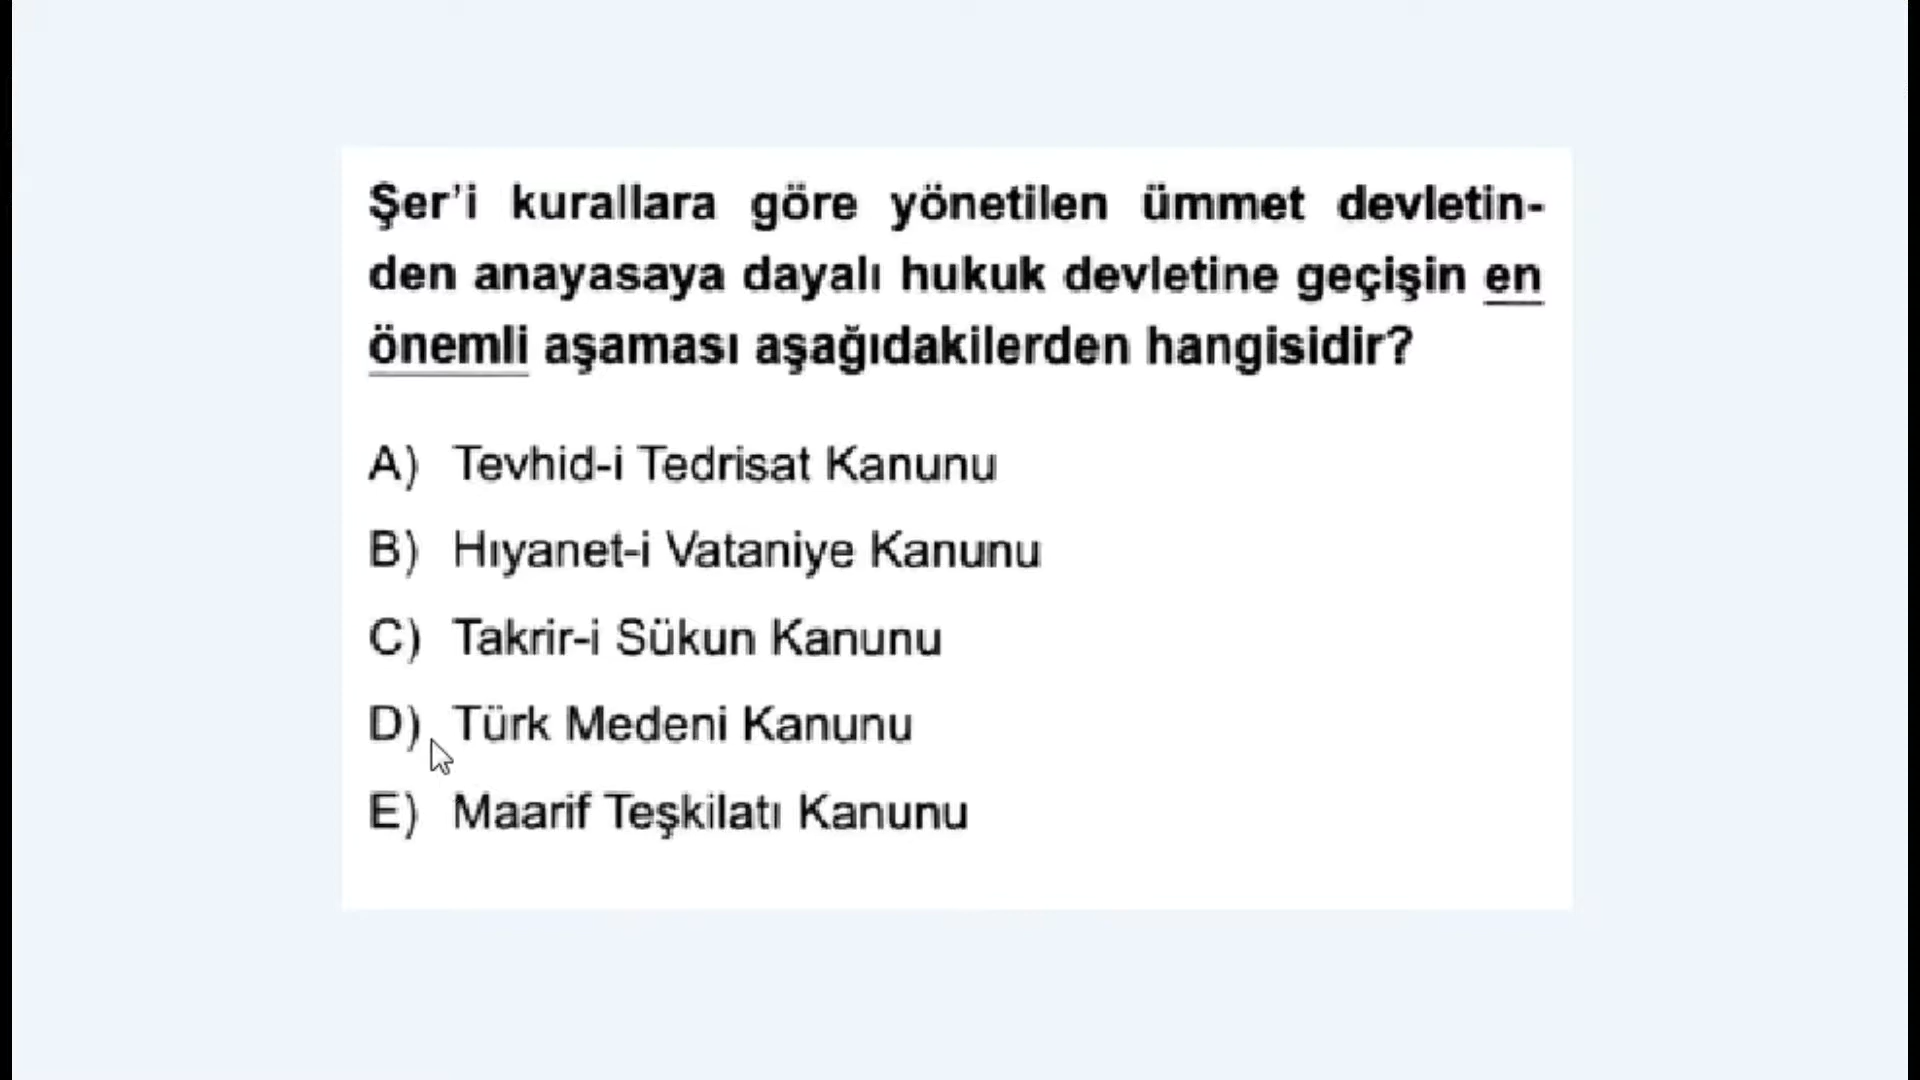 Şer'i kurallara göre yönetilen ümmet devletin-
den anayasaya dayalı hukuk devletine geçişin en
önemli aşaması aşağıdakilerden hangisidir?
A) Tevhid-i Tedrisat Kanunu
B) Hıyanet-i Vataniye Kanunu
C) Takrir-i Sükun Kanunu
D) Türk Medeni Kanunu
E) Maarif Teşkilatı Kanunu